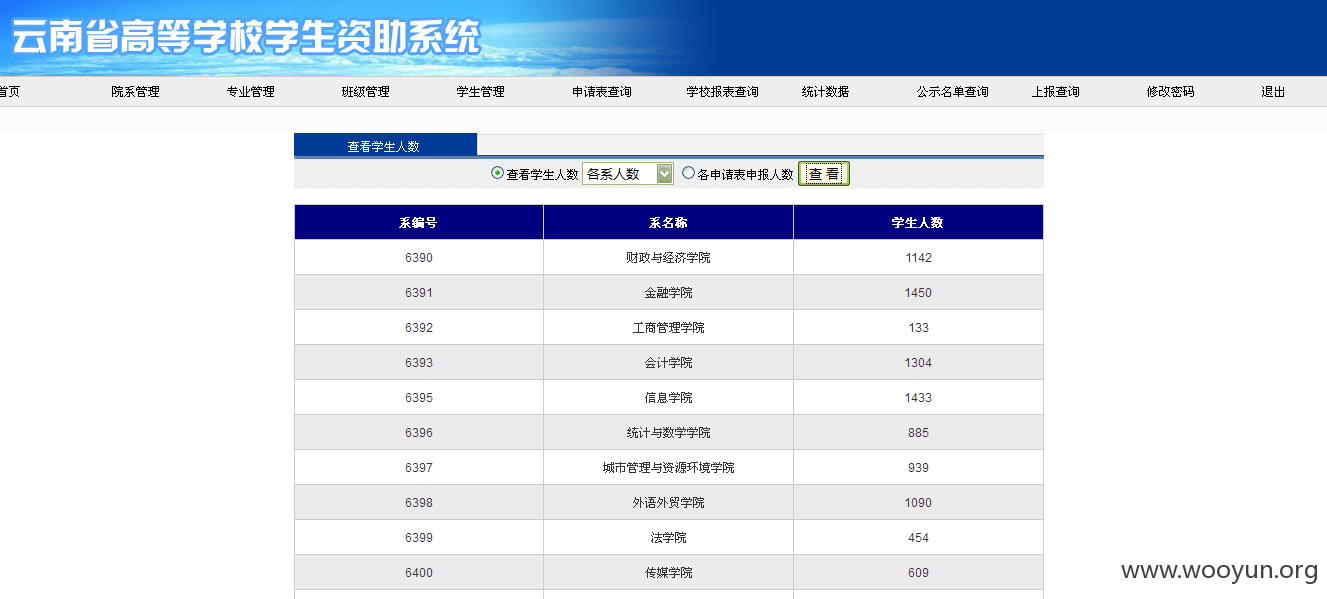 云南省高等学校学生资助系统
首页 院系管理 专业管理 班级管理 学生管理 申请表查询 学校报表查询 统计数据 公示名单查询 上报查询 修改密码 退出
查看学生人数
查看学生人数 各系人数 各申请表申报人数 查 看
系编号 系名称 学生人数
6390 财政与经济学院 1142
6391 金融学院 1450
6392 工商管理学院 133
6393 会计学院 1304
6395 信息学院 1433
6396 统计与数学学院 885
6397 城市管理与资源环境学院 939
6398 外语外贸学院 1090
6399 法学院 454
6400 传媒学院 609
www.wooyun.org